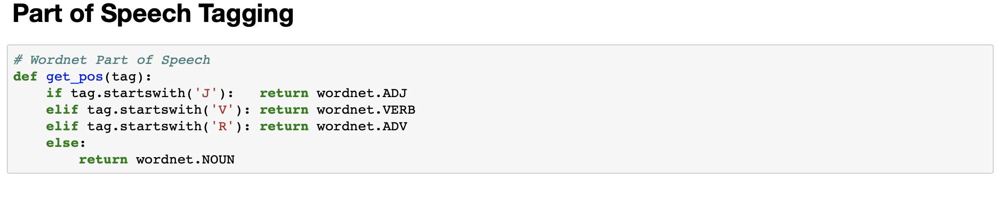 Part of Speech Tagging
# Wordnet Part of Speech
def get_pos(tag):
    if tag.startswith('J'):   return wordnet.ADJ
    elif tag.startswith('V'): return wordnet.VERB
    elif tag.startswith('R'): return wordnet.ADV
    else:
        return wordnet.NOUN